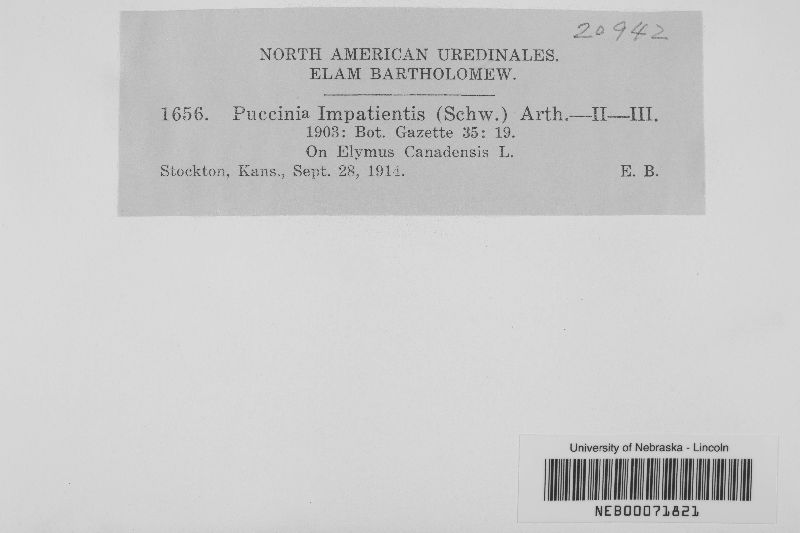 20942
NORTH AMERICAN UREDINALES.
ELAM BARTHOLOMEW.
1656. Puccinia Impatientis (Schw.) Arth.—II—III.
1903: Bot. Gazette 35: 19.
On Elymus Canadensis L.
Stockton, Kans., Sept. 28, 1914. E. B.
University of Nebraska - Lincoln
NEB00071821